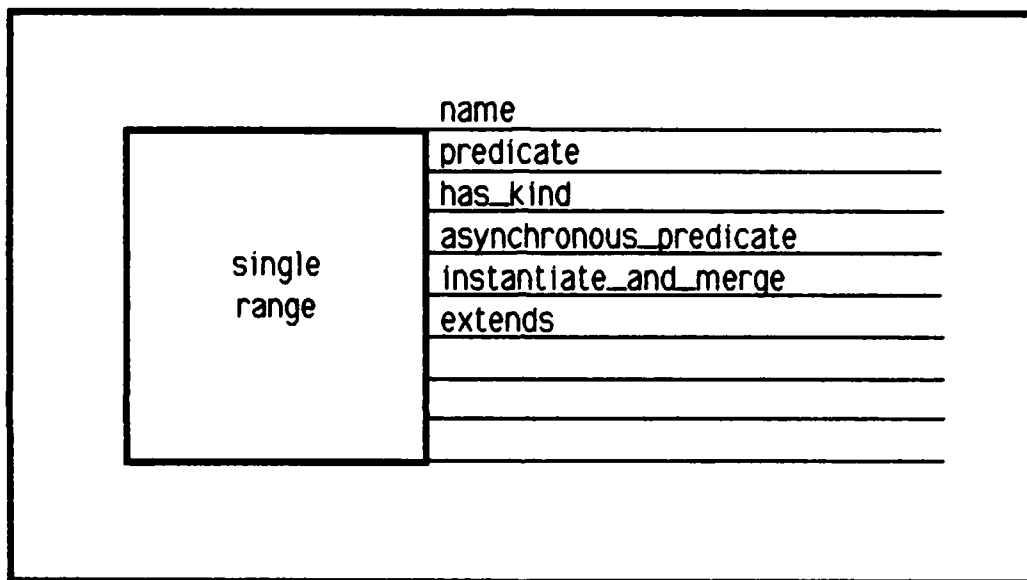 name
predicate
has_kind
asynchronous_predicate
instantiate_and_merge
extends
single
range